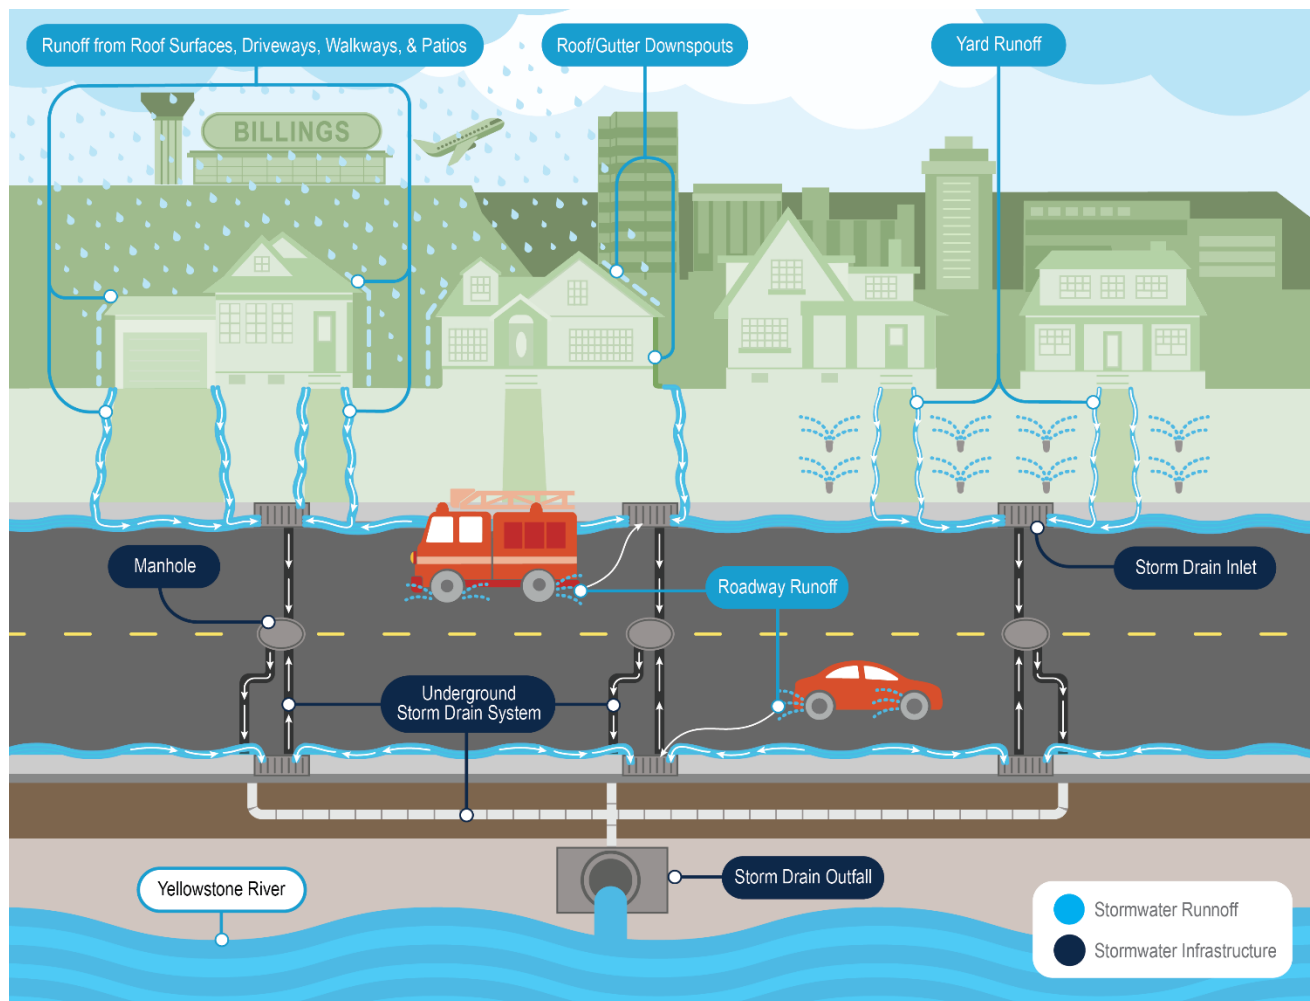 Runoff from Roof Surfaces, Driveways, Walkways, & Patios
Roof/Gutter Downspouts
Yard Runoff
BILLINGS
Manhole
Storm Drain Inlet
Roadway Runoff
Underground
Storm Drain System
Storm Drain Outfall
Yellowstone River
Stormwater Runnoff
Stormwater Infrastructure